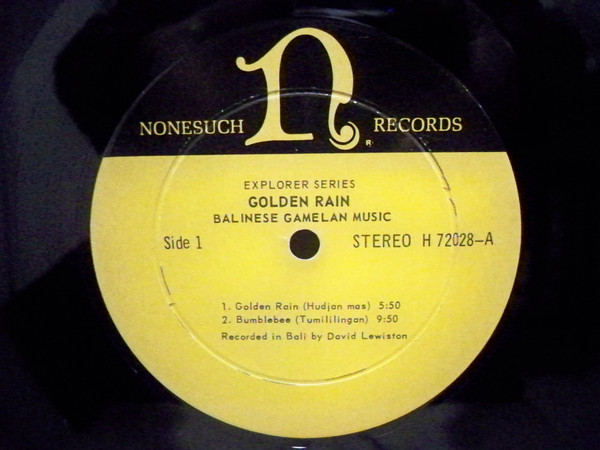 n
NONESUCH RECORDS
R
EXPLORER SERIES
GOLDEN RAIN
BALINESE GAMELAN MUSIC
Side 1 STEREO H 72028-A
1. Golden Rain (Hudjan mas) 5:50
2. Bumblebee (Tumililingan) 9:50
Recorded in Bali by David Lewiston